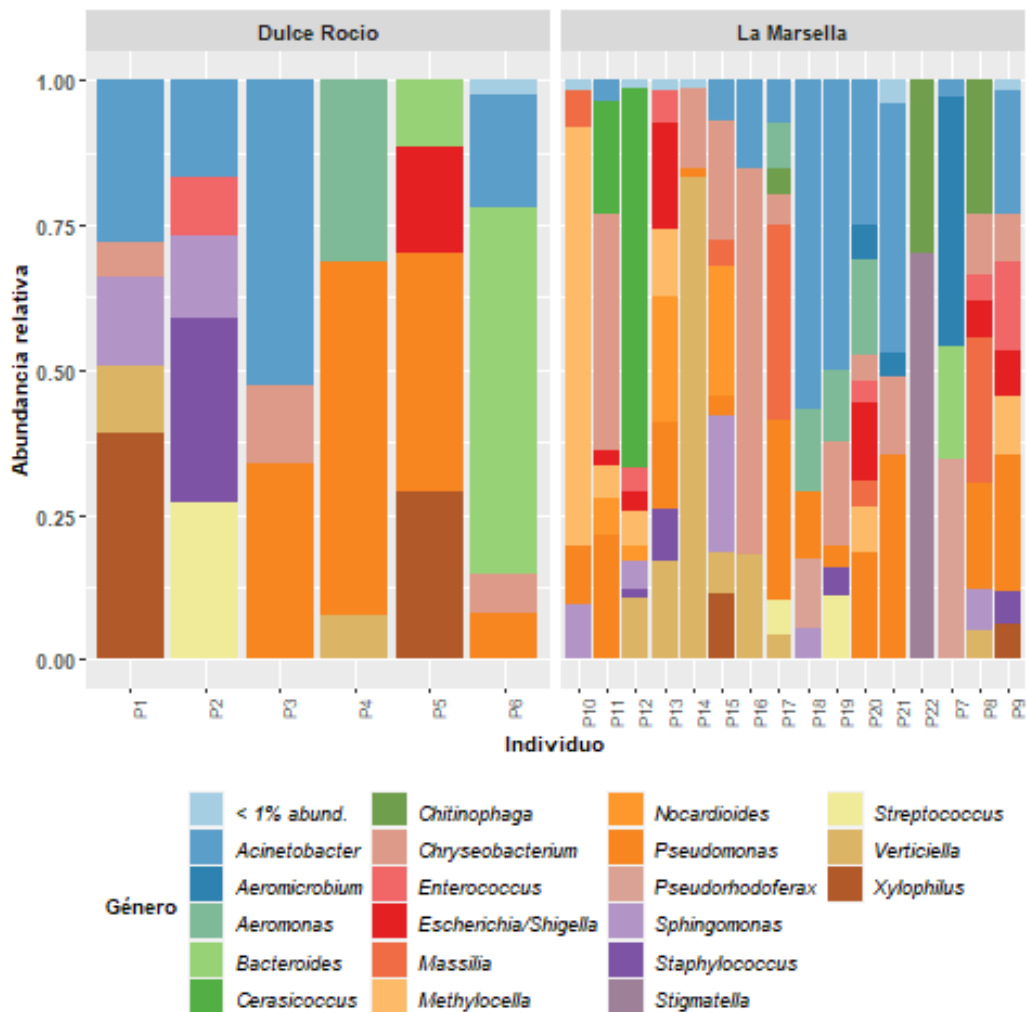 Dulce Rocio
La Marsella
Abundancia relativa
1.00
0.75
0.50
0.25
0.00
P1
P2
P3
P4
P5
P6
P10
P11
P12
P13
P14
P15
P16
P17
P18
P19
P20
P21
P22
P7
P8
P9
Individuo
Género
< 1% abund.
Acinetobacter
Aeromicrobium
Aeromonas
Bacteroides
Cerasicoccus
Chitinophaga
Chryseobacterium
Enterococcus
Escherichia/Shigella
Massilia
Methylocella
Nocardioides
Pseudomonas
Pseudorhodoferax
Sphingomonas
Staphylococcus
Stigmatella
Streptococcus
Verticiella
Xylophilus